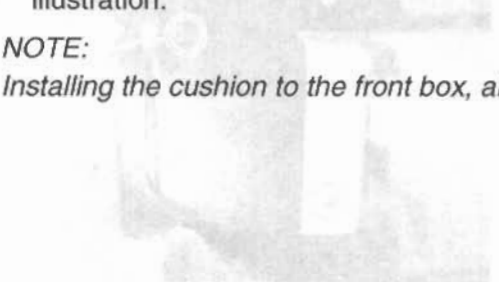 illustration.
NOTE:
Installing the cushion to the front box,